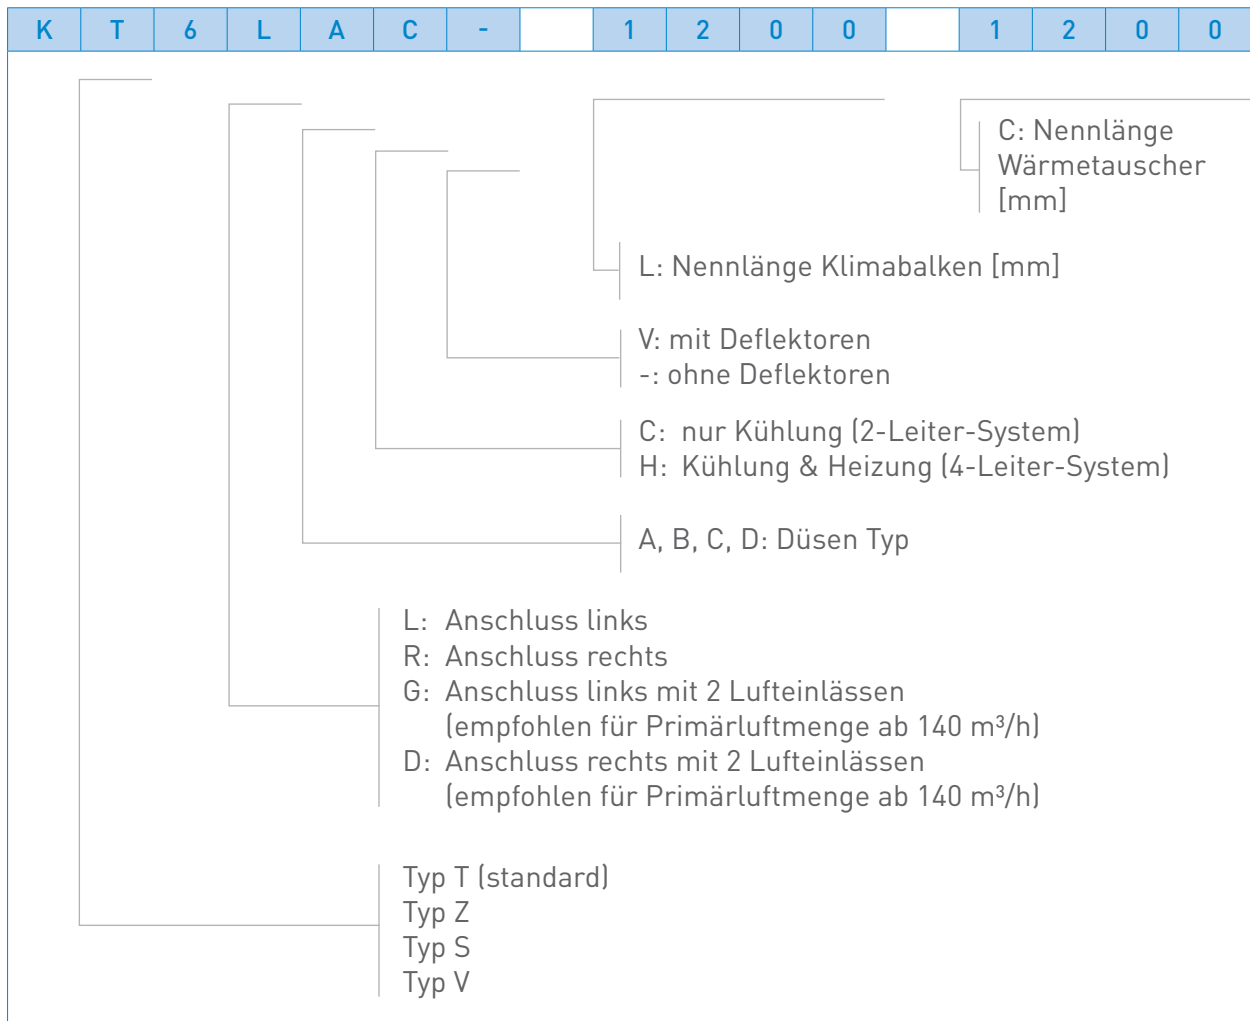 K T 6 L A C - 1 2 0 0 1 2 0 0
C: Nennlänge
Wärmetauscher
[mm]
L: Nennlänge Klimabalken [mm]
V: mit Deflektoren
-: ohne Deflektoren
C: nur Kühlung (2-Leiter-System)
H: Kühlung & Heizung (4-Leiter-System)
A, B, C, D: Düsen Typ
L: Anschluss links
R: Anschluss rechts
G: Anschluss links mit 2 Lufteinlässen
(empfohlen für Primärluftmenge ab 140 m³/h)
D: Anschluss rechts mit 2 Lufteinlässen
(empfohlen für Primärluftmenge ab 140 m³/h)
Typ T (standard)
Typ Z
Typ S
Typ V